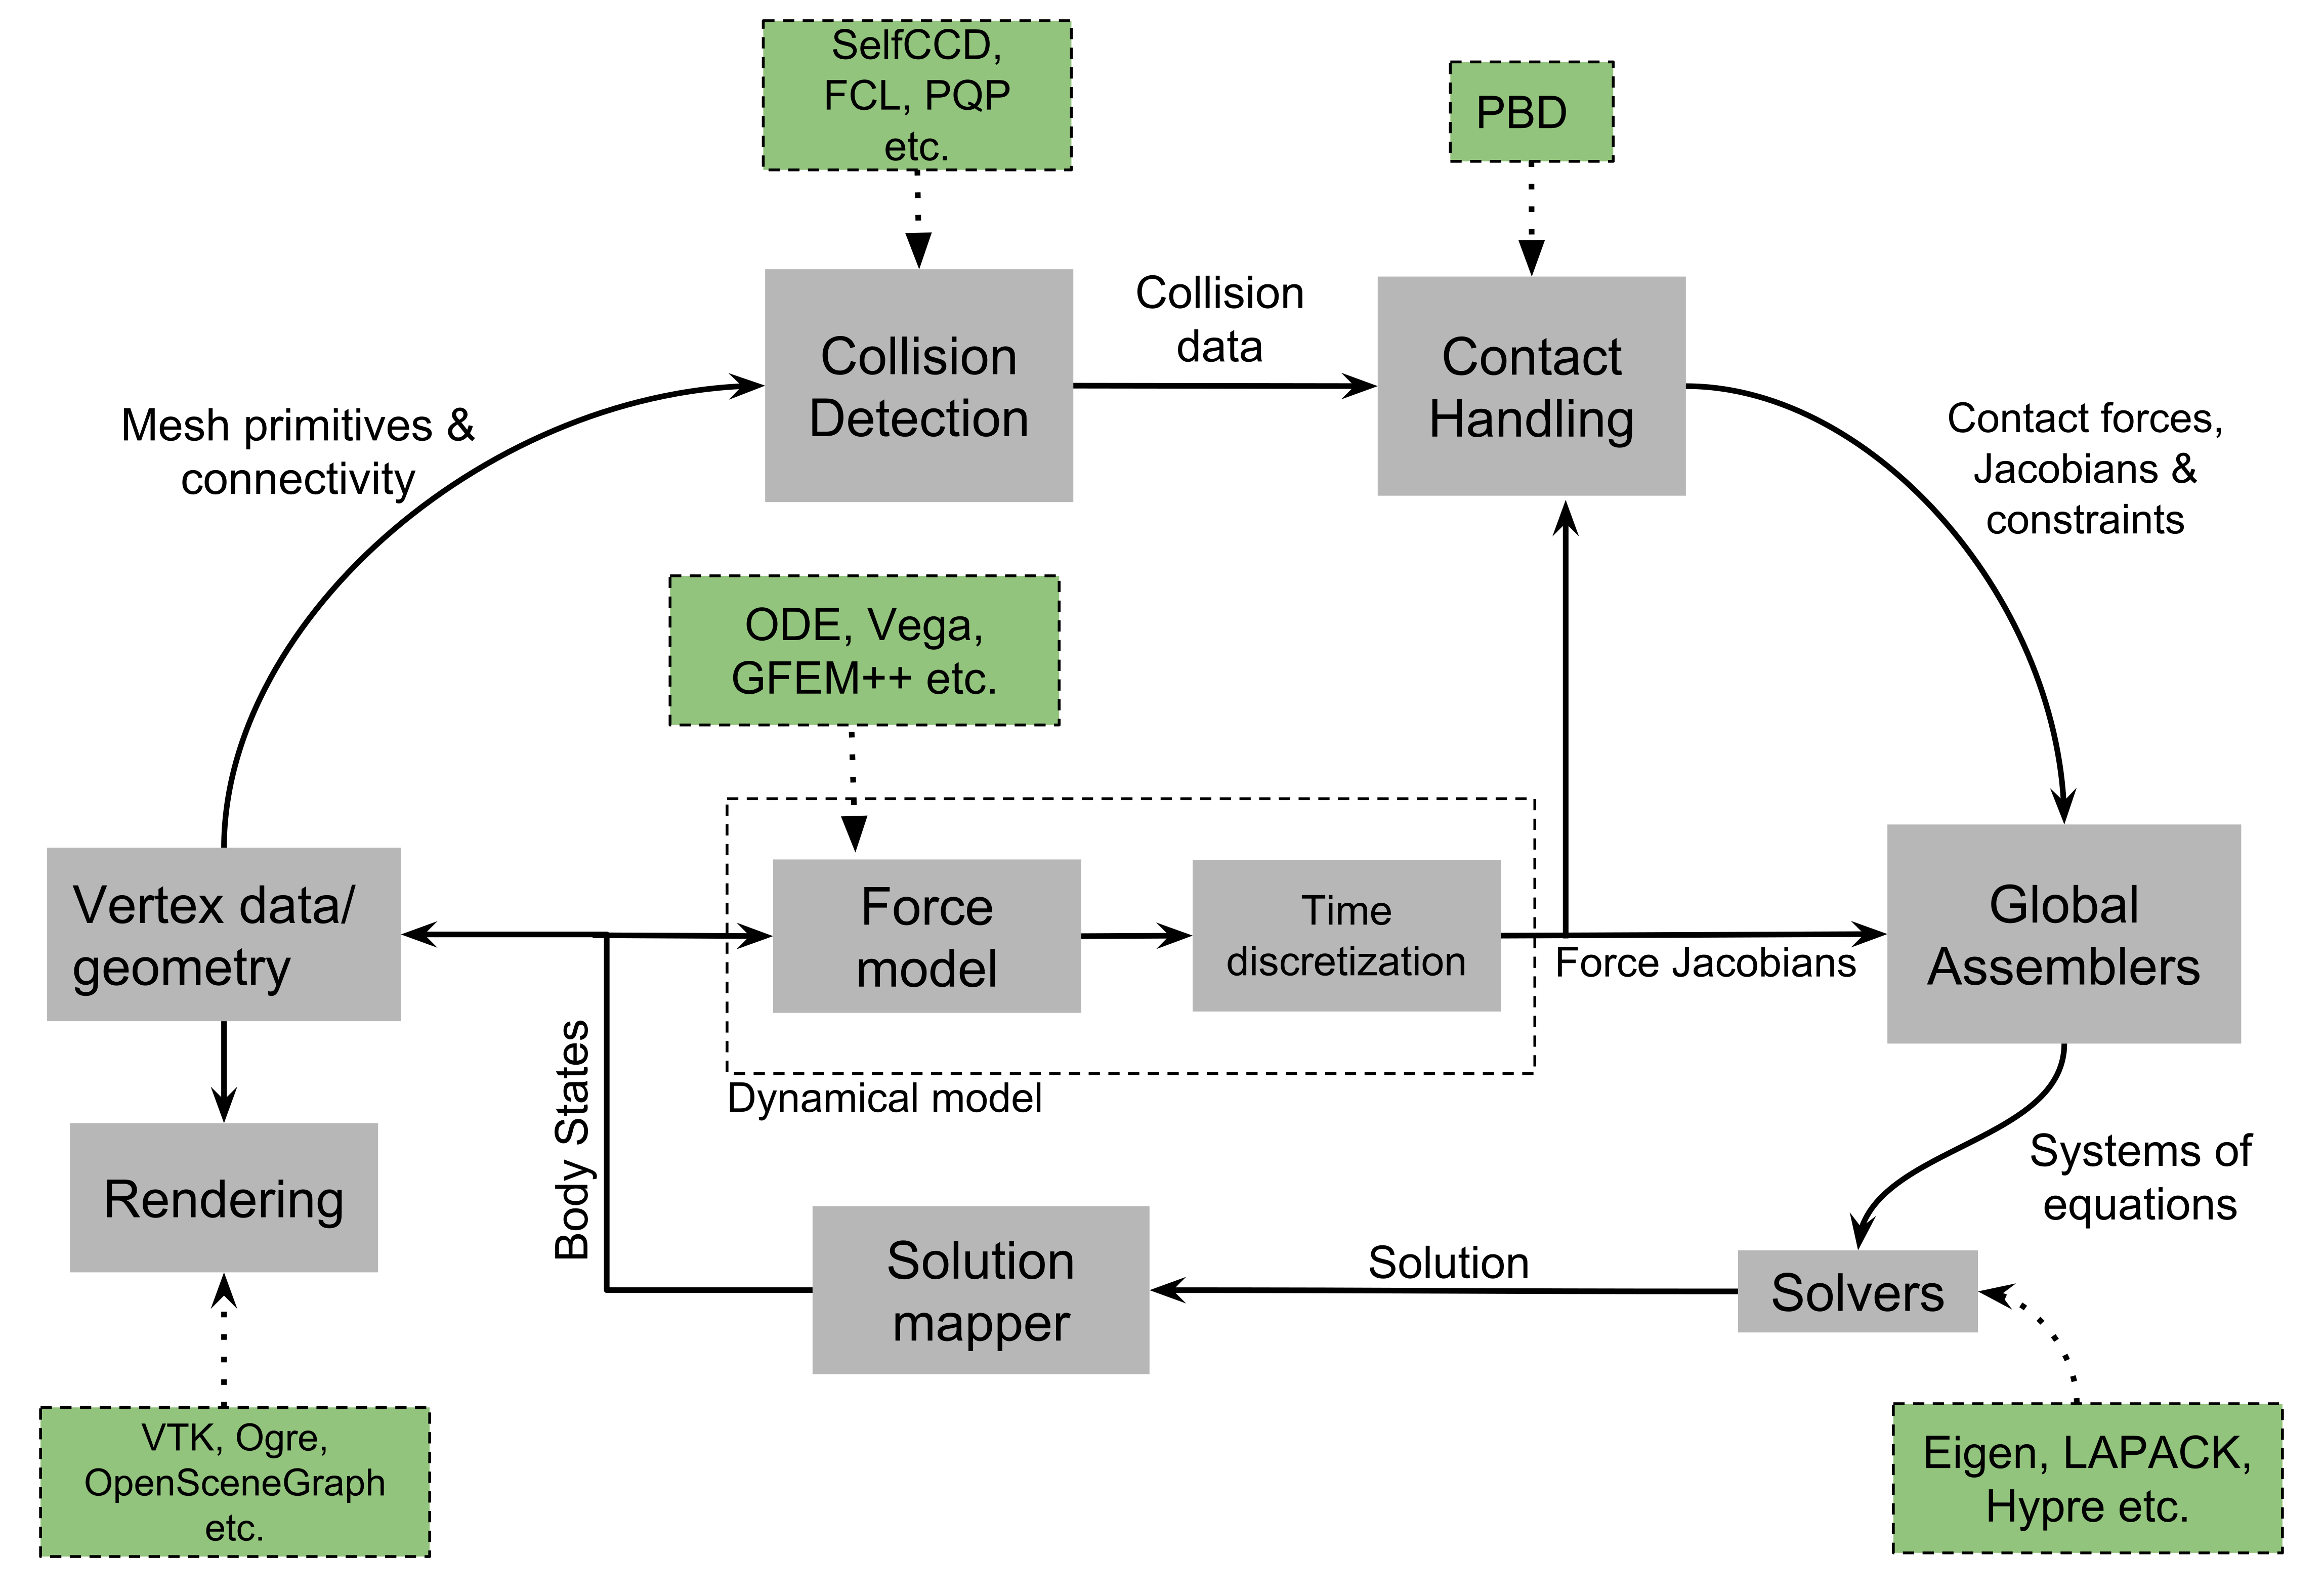 SelfCCD,
FCL, PQP
etc.
PBD
Collision
Detection
Collision
data
Contact
Handling
Mesh primitives &
connectivity
Contact forces,
Jacobians &
constraints
ODE, Vega,
GFEM++ etc.
Vertex data/
geometry
Force
model
Time
discretization
Force Jacobians
Global
Assemblers
Dynamical model
Body States
Rendering
Systems of
equations
Solution
mapper
Solution
Solvers
VTK, Ogre,
OpenSceneGraph
etc.
Eigen, LAPACK,
Hypre etc.